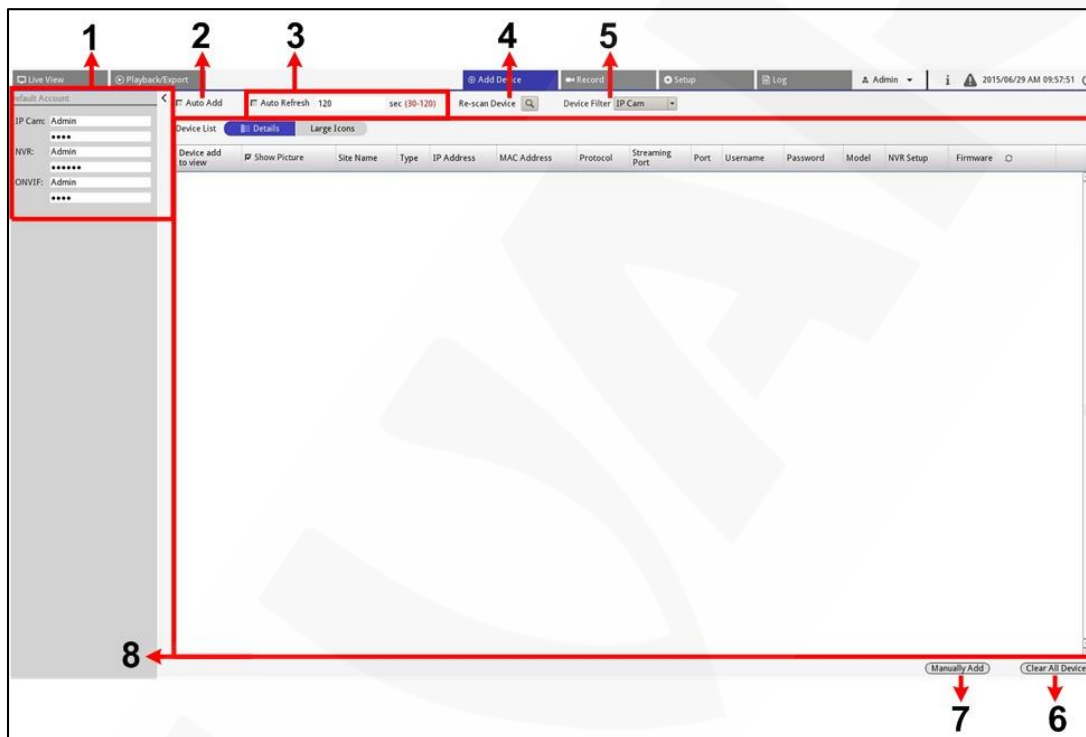 1 2 3 4 5
Live View Playback/Export Add Device Record Setup Log Admin i 2015/06/29 AM 09:57:51
efault Account < Auto Add Auto Refresh 120 sec (30-120) Re-scan Device Device Filter IP Cam
IP Cam: Admin
••••
NVR: Admin
••••••
ONVIF: Admin
••••
Device List Details Large Icons
Device add to view Show Picture Site Name Type IP Address MAC Address Protocol Streaming Port Port Username Password Model NVR Setup Firmware
8
Manually Add Clear All Device
7 6